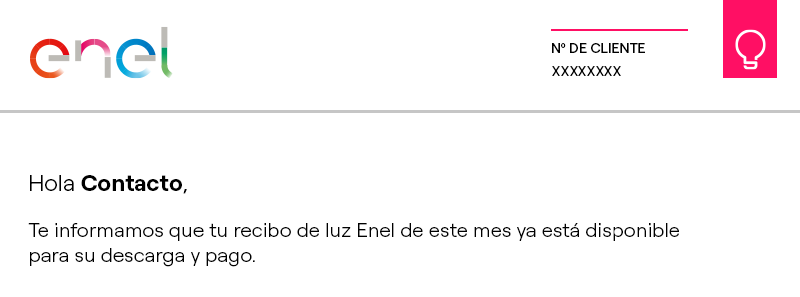 enel
Nº DE CLIENTE
XXXXXXXX
Hola Contacto,
Te informamos que tu recibo de luz Enel de este mes ya está disponible
para su descarga y pago.